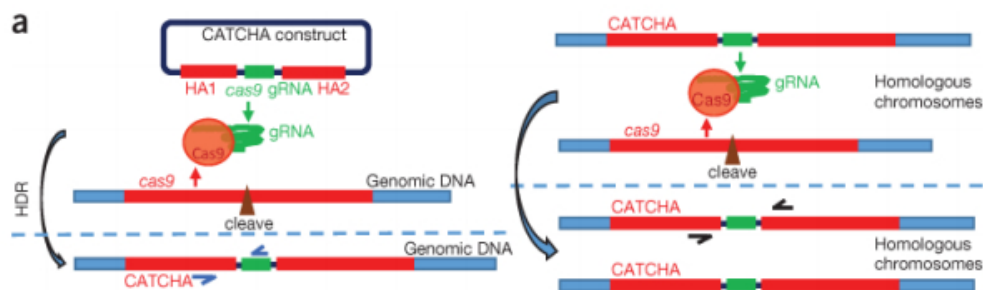 a
CATCHA construct
HA1 cas9 gRNA HA2
gRNA
Cas9
cas9
Genomic DNA
cleave
HDR
Genomic DNA
CATCHA
CATCHA
gRNA
Cas9
Homologous
chromosomes
cas9
cleave
CATCHA
Homologous
chromosomes
CATCHA